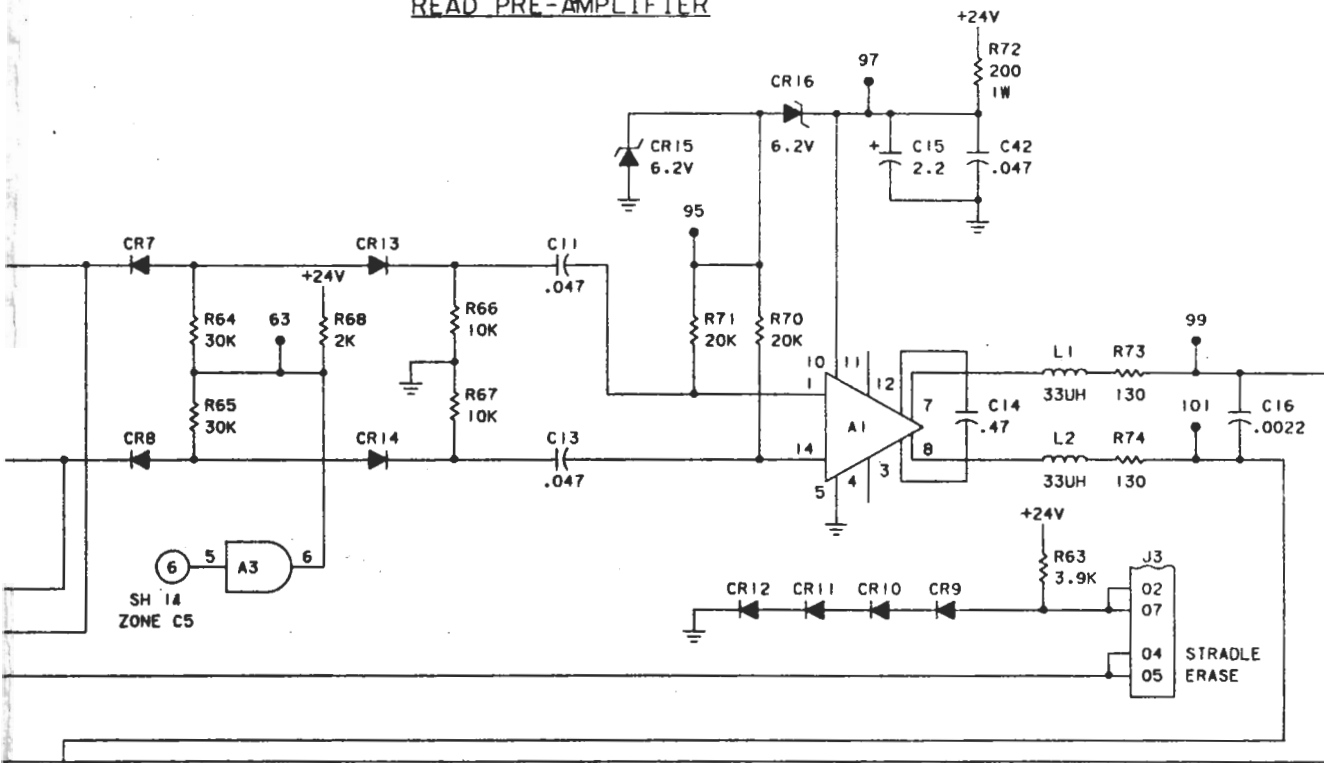 READ PRE-AMPLIFIER
+24V
R72
200
1W
97
CR16
6.2V
CR15
6.2V
+
C15
2.2
C42
.047
95
CR7
CR13
C11
.047
+24V
R64
30K
63
R68
2K
R66
10K
R71
20K
R70
20K
99
10
11
12
1
7
L1
33UH
R73
130
R65
30K
R67
10K
A1
C14
.47
101
C16
.0022
CR8
CR14
C13
.047
14
8
3
4
5
L2
33UH
R74
130
+24V
6
5
A3
6
SH 14
ZONE C5
R63
3.9K
J3
CR12
CR11
CR10
CR9
02
07
04
05
STRADLE
ERASE